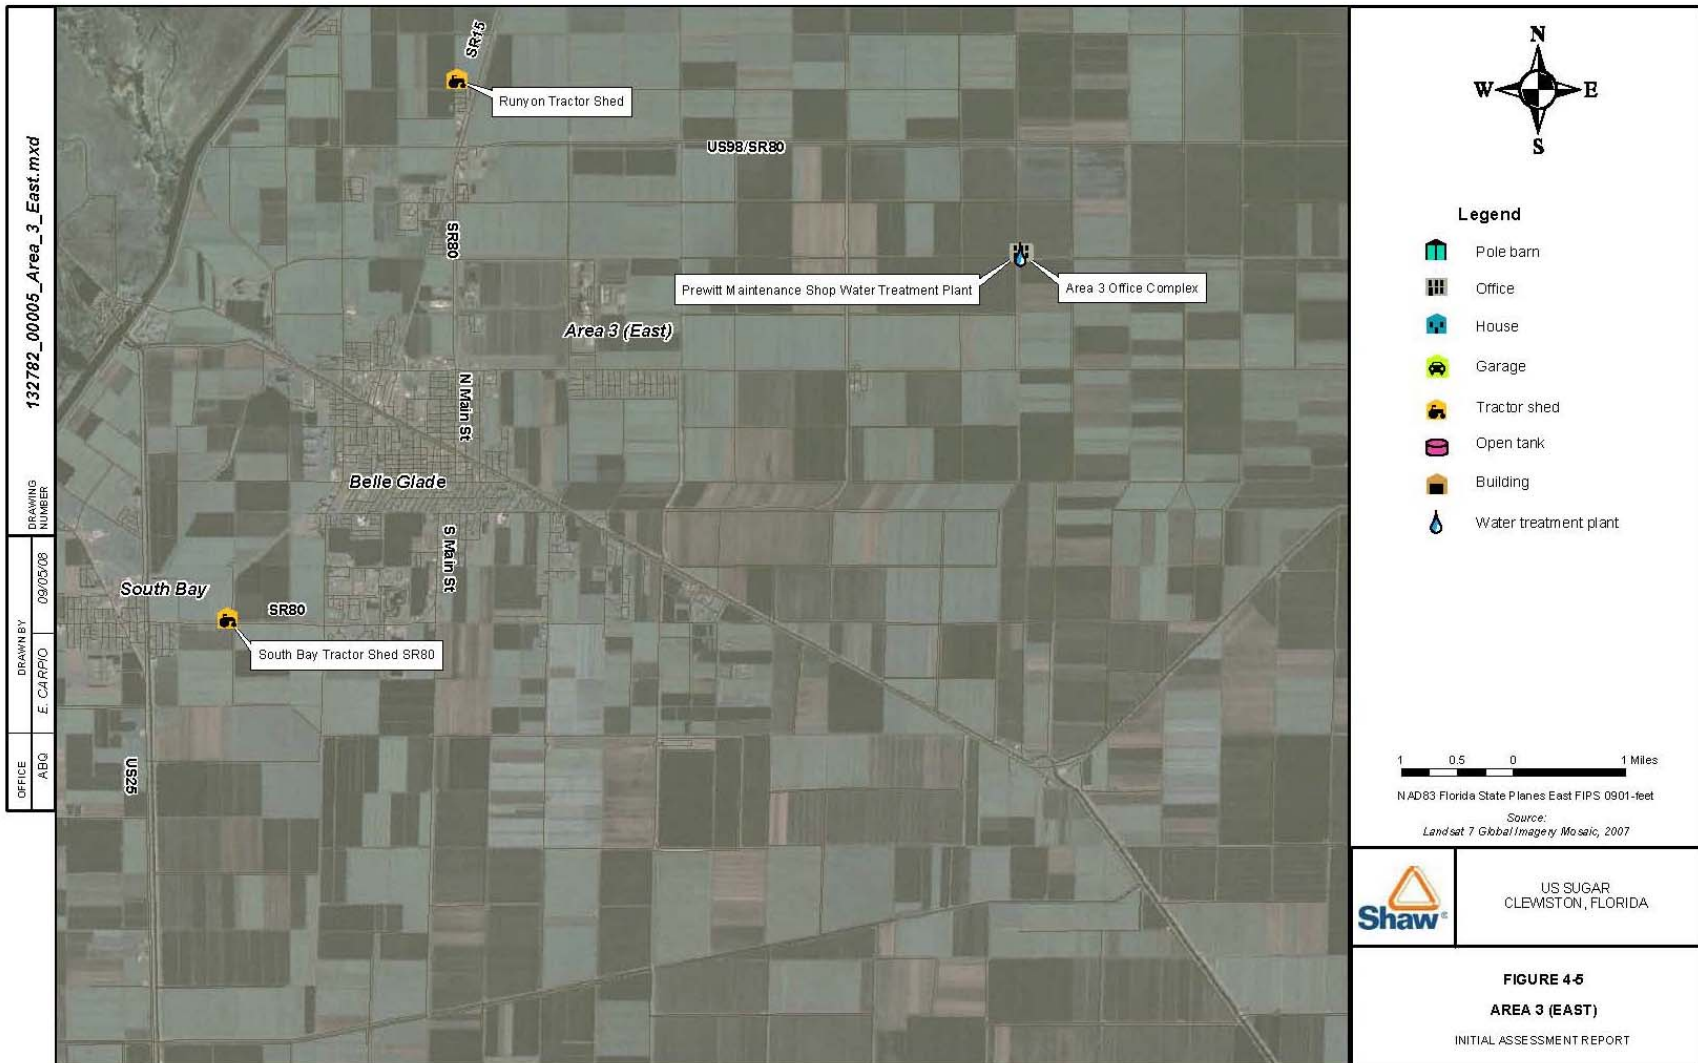 132782_00005_Area_3_East.mxd
DRAWING
NUMBER
DRAWN BY
E. CARPIO
09/05/08
OFFICE
ABQ
SR15
Runyon Tractor Shed
US98/SR80
SR80
Prewitt Maintenance Shop Water Treatment Plant
Area 3 Office Complex
Area 3 (East)
N Main St
Belle Glade
S Main St
South Bay
SR80
South Bay Tractor Shed SR80
US25
N
W
E
S
Legend
Pole barn
Office
House
Garage
Tractor shed
Open tank
Building
Water treatment plant
1 0.5 0 1 Miles
NAD83 Florida State Planes East FIPS 0901-feet
Source:
Landsat 7 Global Imagery Mosaic, 2007
Shaw®
US SUGAR
CLEWISTON, FLORIDA
FIGURE 4-5
AREA 3 (EAST)
INITIAL ASSESSMENT REPORT